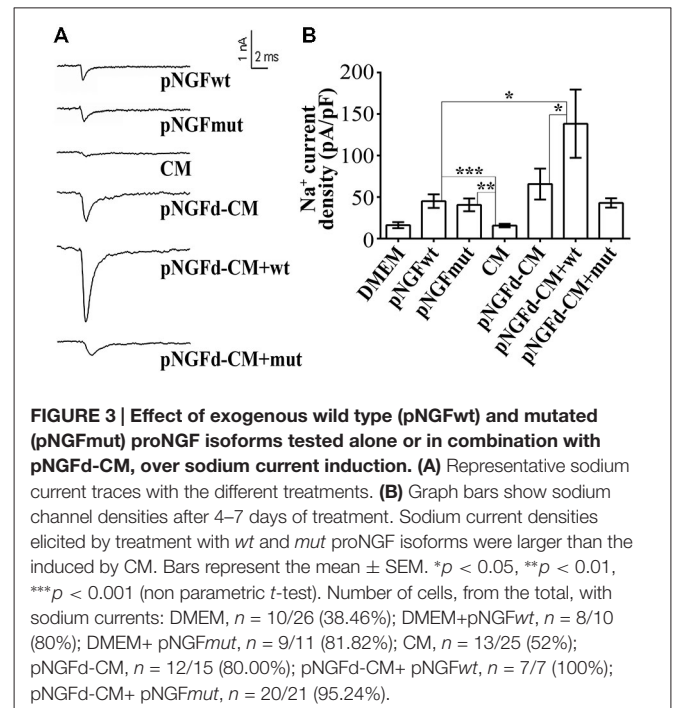 A
1 nA
2 ms
pNGFwt
pNGFmut
CM
pNGFd-CM
pNGFd-CM+wt
pNGFd-CM+mut
B
Na+ current
density (pA/pF)
200
150
100
50
0
*
*
***
**
DMEM
pNGFwt
pNGFmut
CM
pNGFd-CM
pNGFd-CM+wt
pNGFd-CM+mut
FIGURE 3 | Effect of exogenous wild type (pNGFwt) and mutated
(pNGFmut) proNGF isoforms tested alone or in combination with
pNGFd-CM, over sodium current induction. (A) Representative sodium
current traces with the different treatments. (B) Graph bars show sodium
channel densities after 4–7 days of treatment. Sodium current densities
elicited by treatment with wt and mut proNGF isoforms were larger than the
induced by CM. Bars represent the mean ± SEM. *p < 0.05, **p < 0.01,
***p < 0.001 (non parametric t-test). Number of cells, from the total, with
sodium currents: DMEM, n = 10/26 (38.46%); DMEM+pNGFwt, n = 8/10
(80%); DMEM+ pNGFmut, n = 9/11 (81.82%); CM, n = 13/25 (52%);
pNGFd-CM, n = 12/15 (80.00%); pNGFd-CM+ pNGFwt, n = 7/7 (100%);
pNGFd-CM+ pNGFmut, n = 20/21 (95.24%).